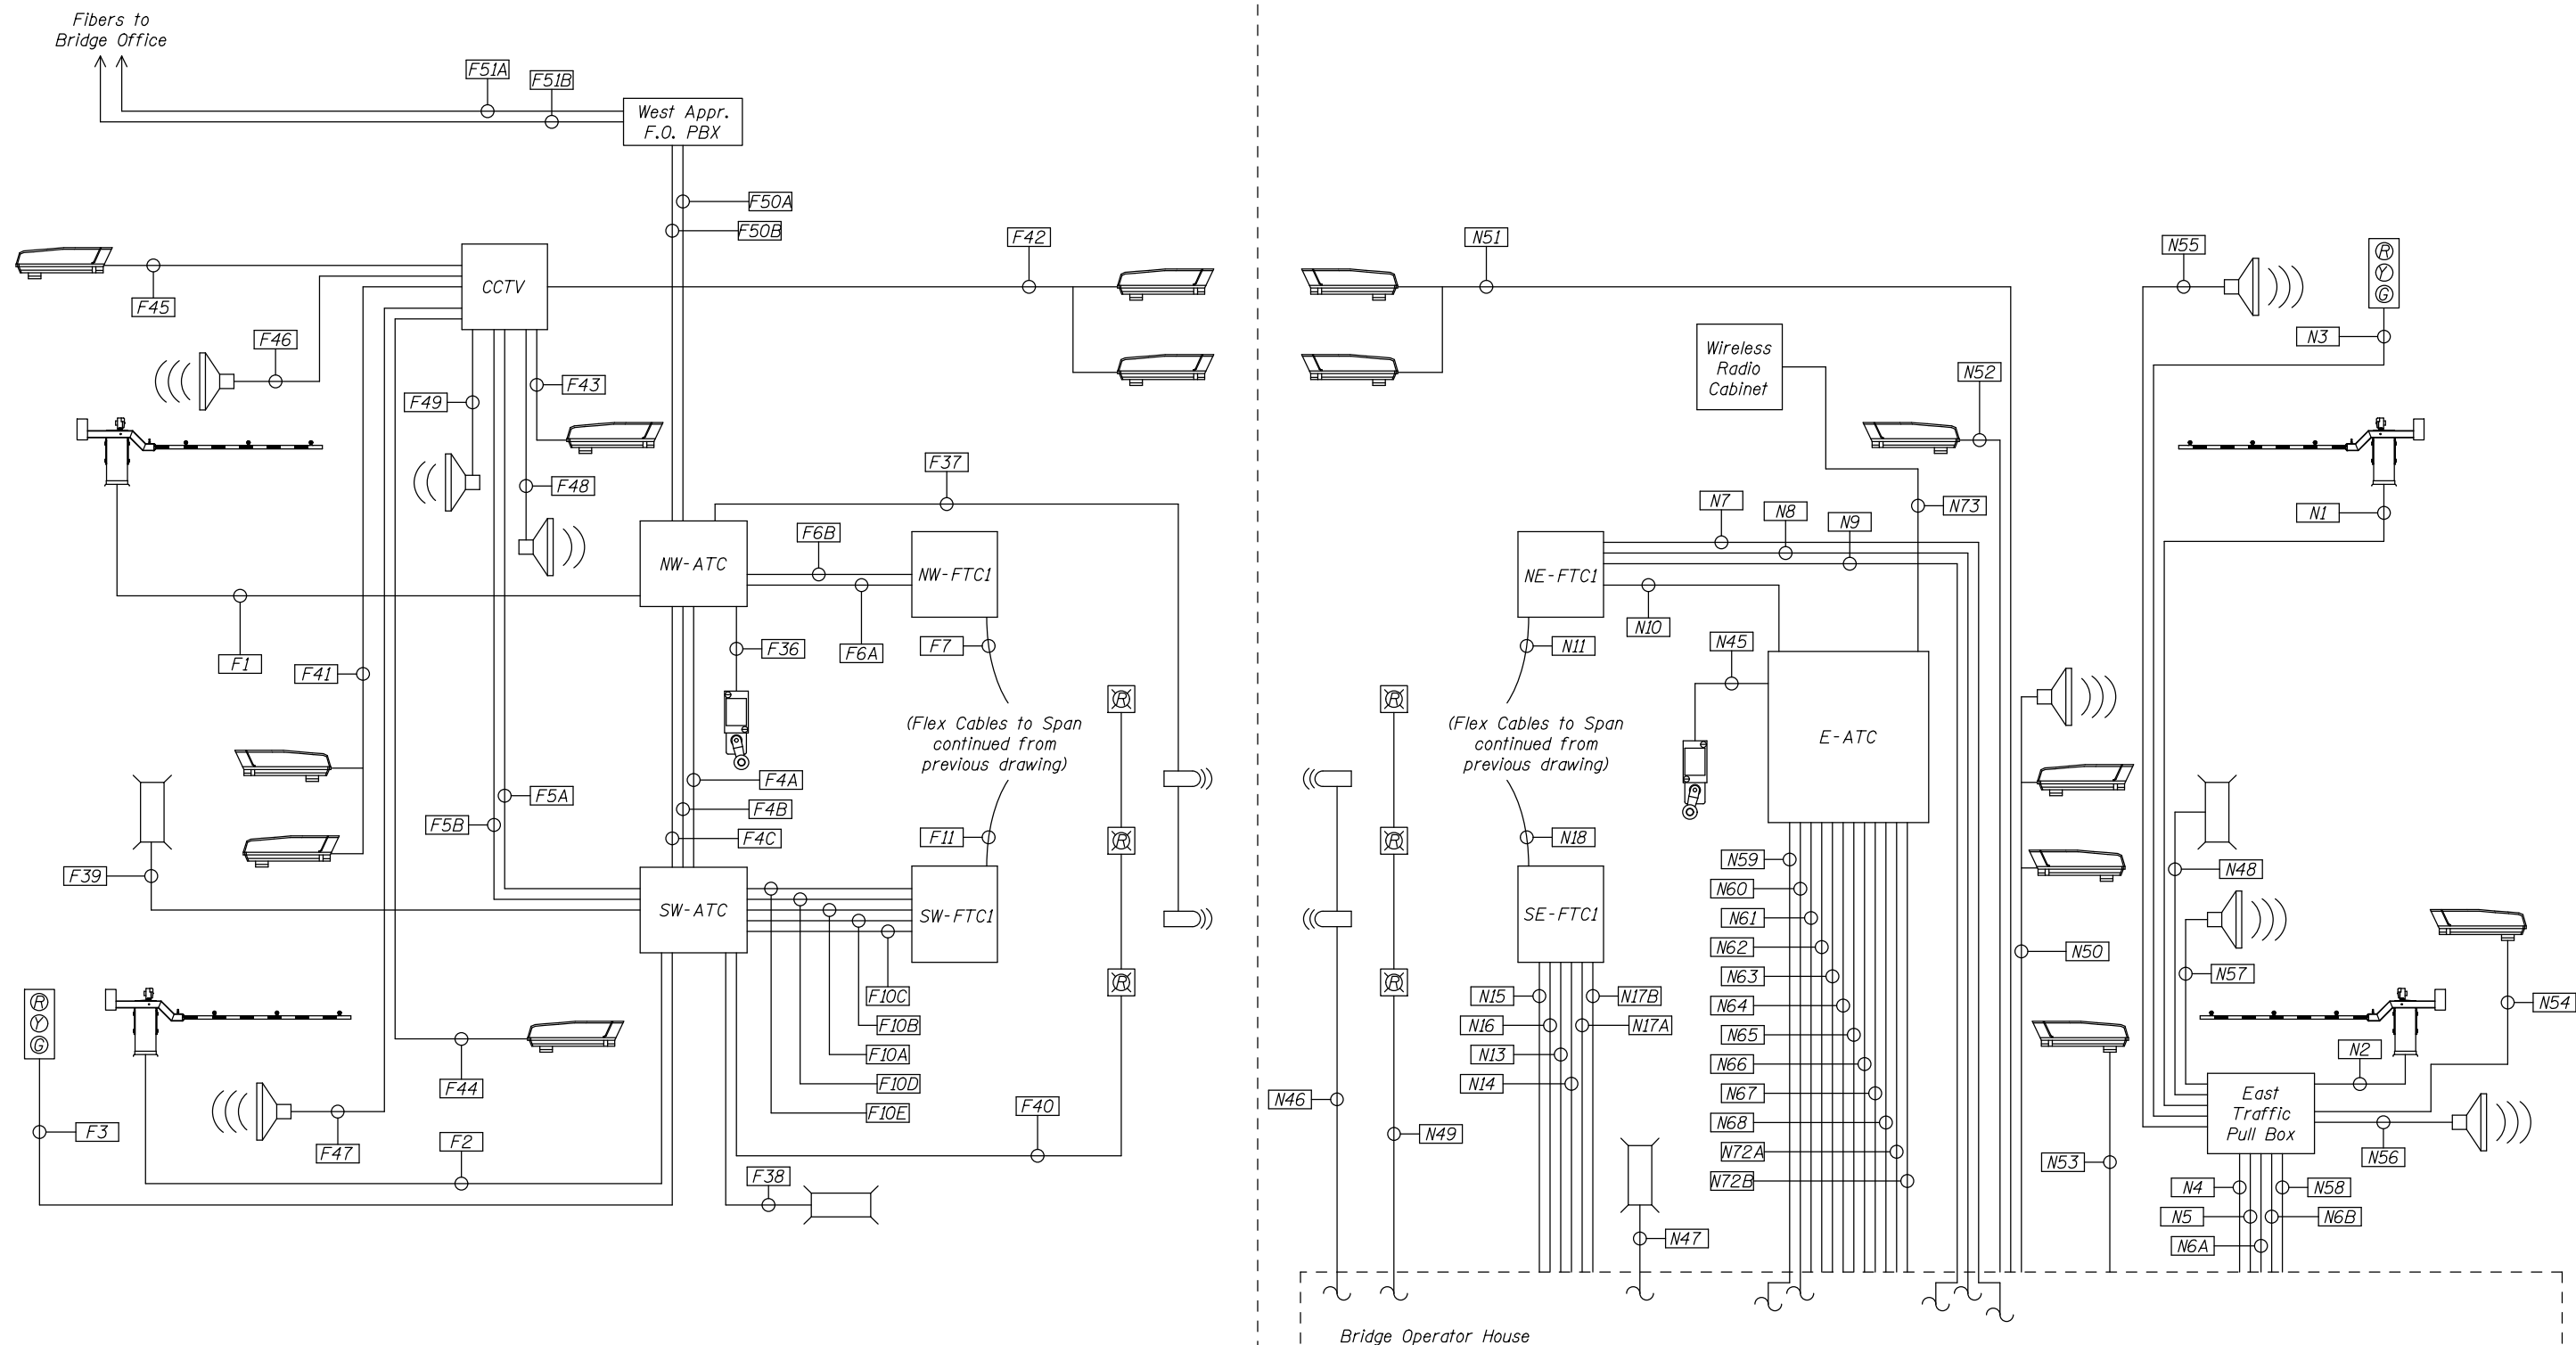 Fibers to
Bridge Office
F51A
F51B
West Appr.
F.O. PBX
F50A
F50B
F42
F45
CCTV
F46
F49
F43
F48
F37
NW-ATC
F6B
NW-FTC1
F6A
F1
F41
F36
F7
(Flex Cables to Span
continued from
previous drawing)
R
R
R
F5A
F5B
F4A
F4B
F4C
F11
F39
SW-ATC
SW-FTC1
F10C
F10B
F10A
F10D
F10E
R
Y
G
F3
F44
F47
F2
F40
F38
N51
N55
R
Y
G
N3
Wireless
Radio
Cabinet
N52
N7
N8
N9
N73
N1
NE-FTC1
N10
N11
N45
(Flex Cables to Span
continued from
previous drawing)
E-ATC
R
R
R
N18
SE-FTC1
N15
N16
N13
N14
N17B
N17A
N59
N60
N61
N62
N63
N64
N65
N66
N67
N68
N72A
N72B
N46
N49
N47
N50
N53
N48
N57
N54
N2
East
Traffic
Pull Box
N56
N4
N5
N6A
N58
N6B
Bridge Operator House